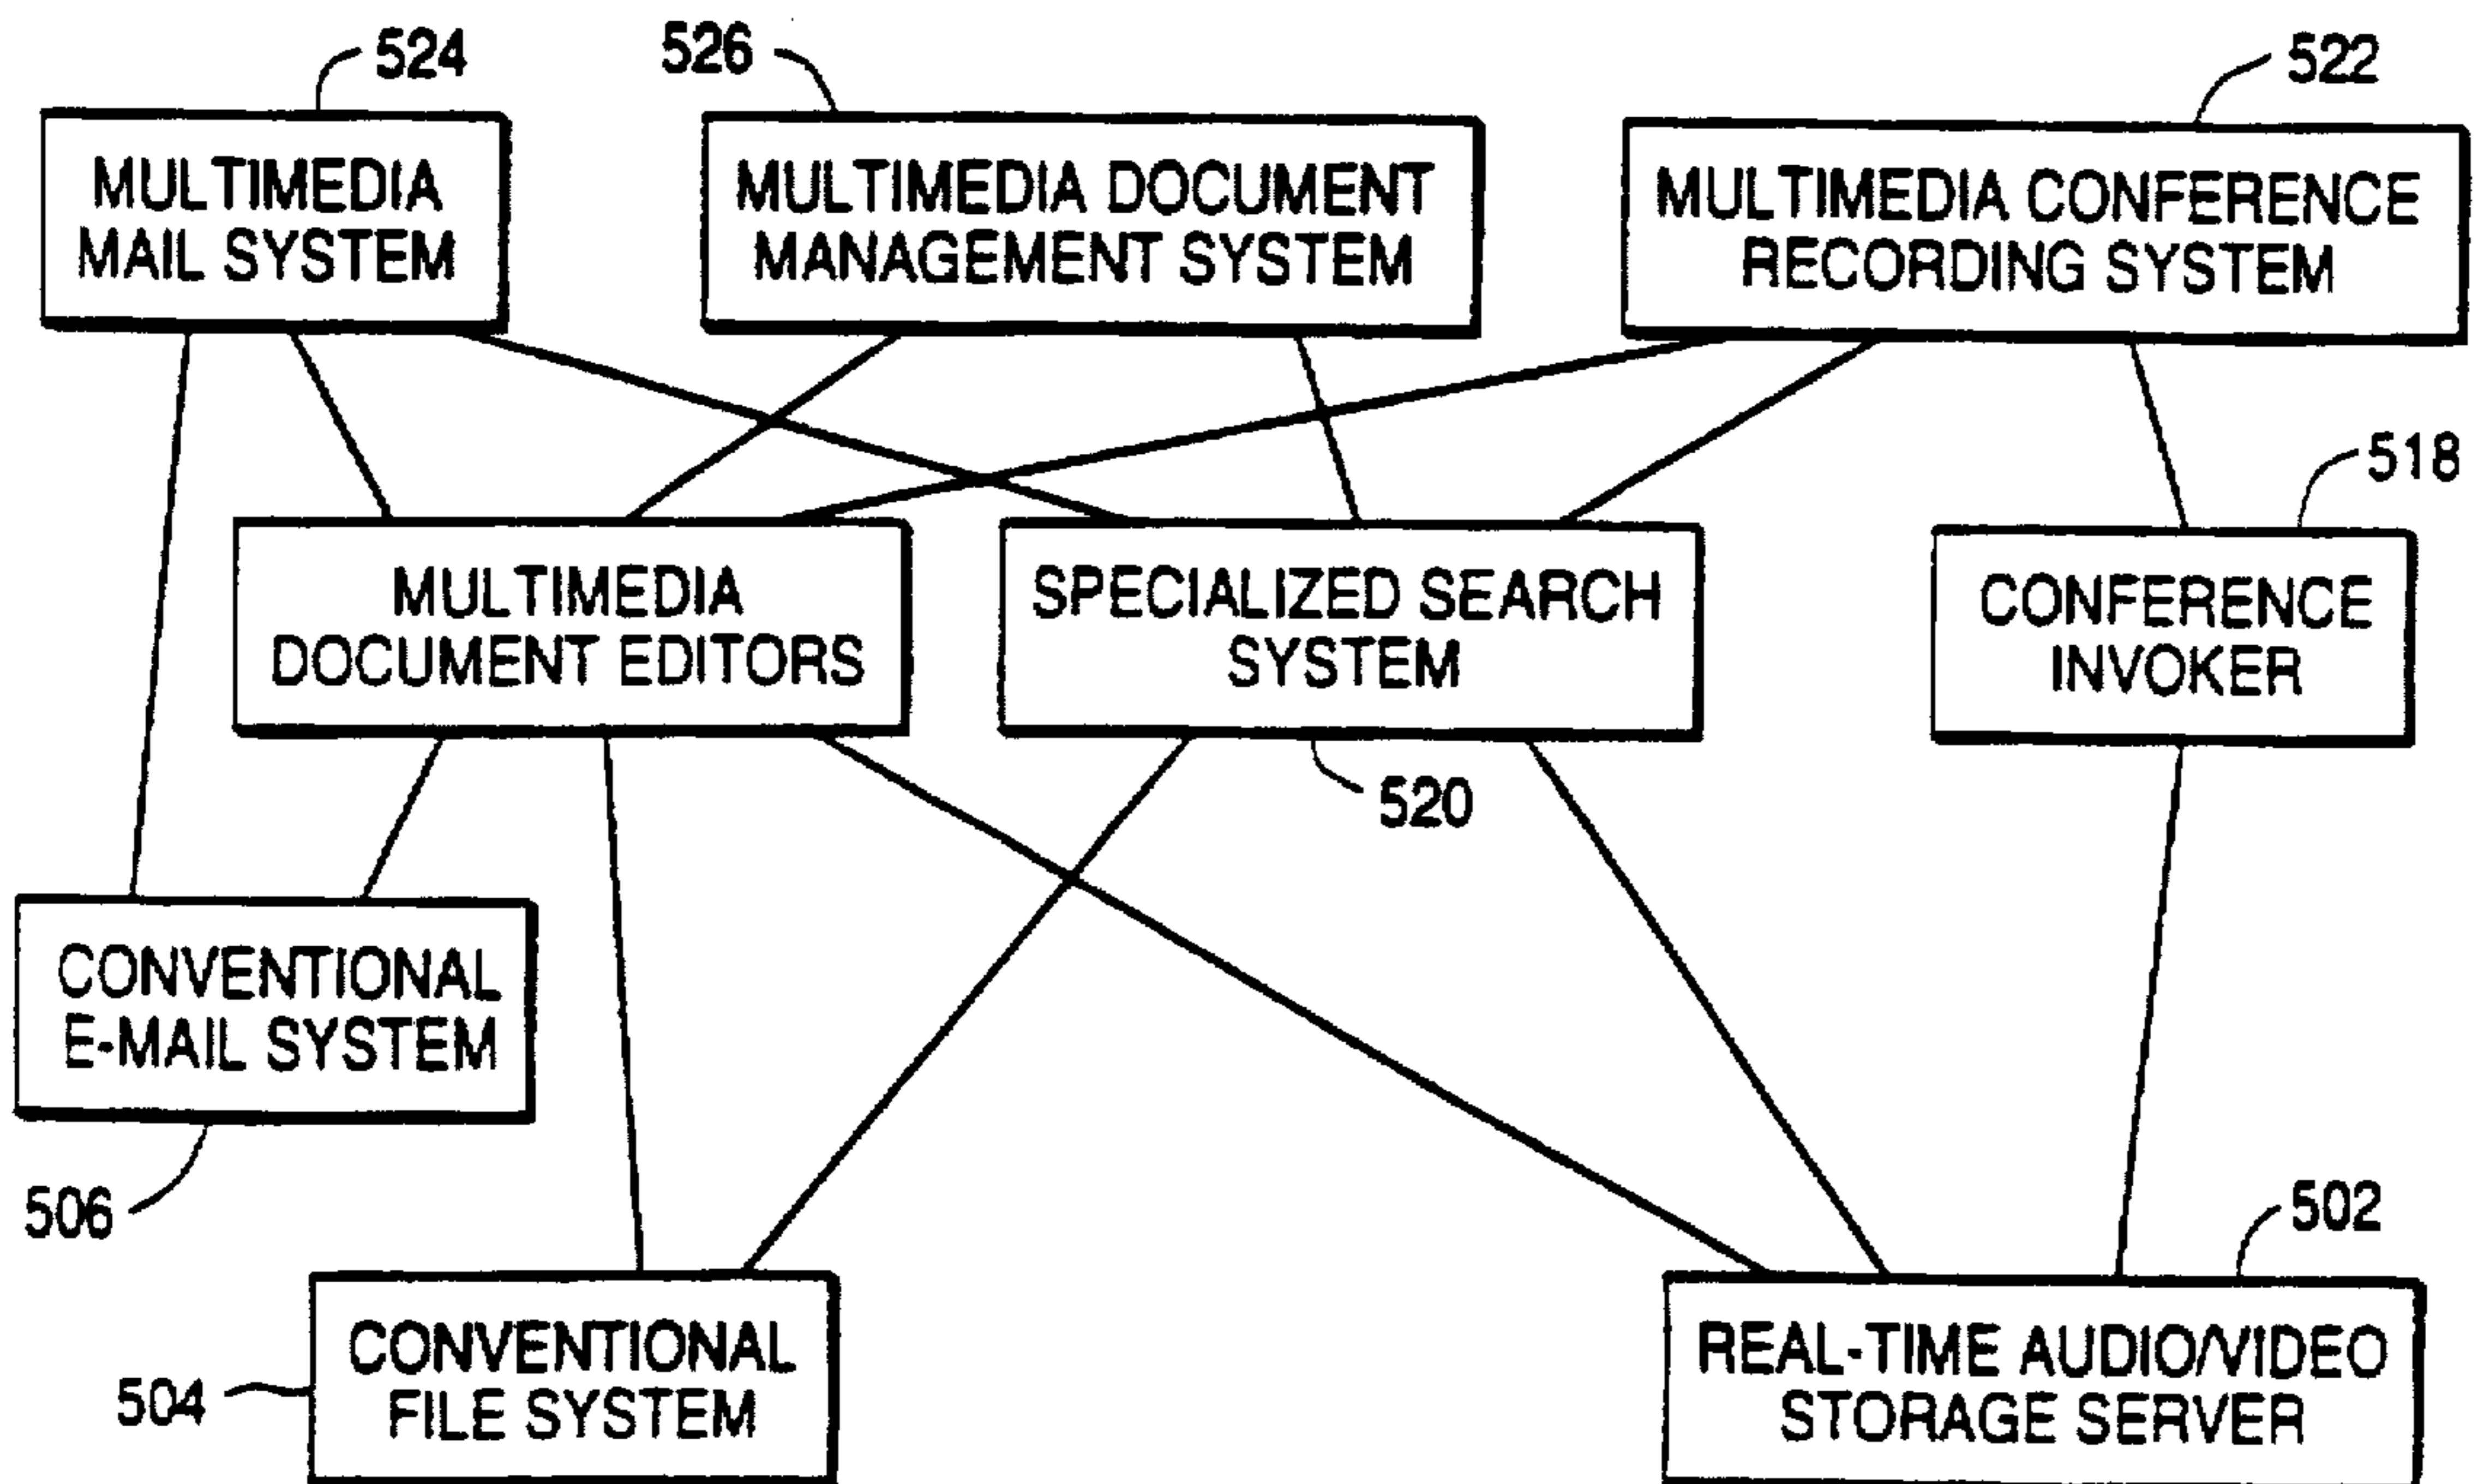 524
526
522
MULTIMEDIA
MAIL SYSTEM
MULTIMEDIA DOCUMENT
MANAGEMENT SYSTEM
MULTIMEDIA CONFERENCE
RECORDING SYSTEM
518
MULTIMEDIA
DOCUMENT EDITORS
SPECIALIZED SEARCH
SYSTEM
CONFERENCE
INVOKER
520
CONVENTIONAL
E-MAIL SYSTEM
506
502
504
CONVENTIONAL
FILE SYSTEM
REAL-TIME AUDIO/VIDEO
STORAGE SERVER